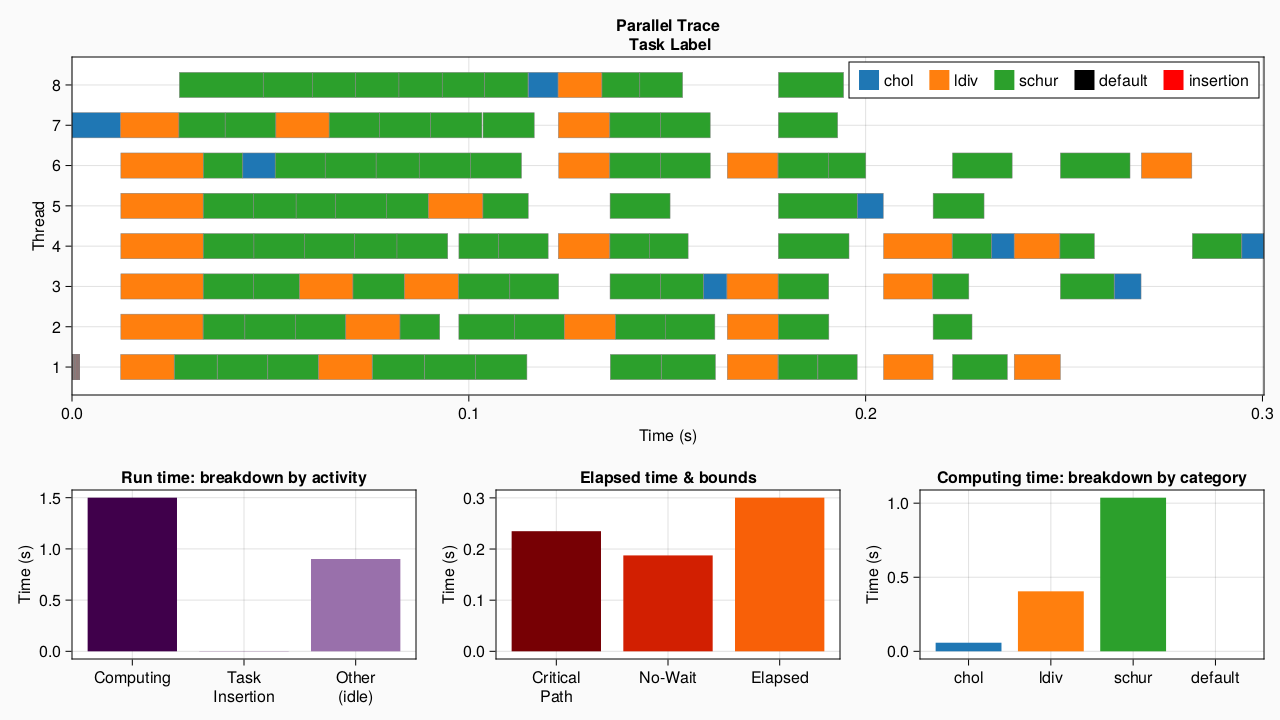 Parallel Trace
Task Label
chol
ldiv
schur
default
insertion
Thread
8
7
6
5
4
3
2
1
0.0
0.1
0.2
0.3
Time (s)
Run time: breakdown by activity
Time (s)
1.5
1.0
0.5
0.0
Computing
Task
Insertion
Other
(idle)
Elapsed time & bounds
Time (s)
0.3
0.2
0.1
0.0
Critical
Path
No-Wait
Elapsed
Computing time: breakdown by category
Time (s)
1.0
0.5
0.0
chol
ldiv
schur
default